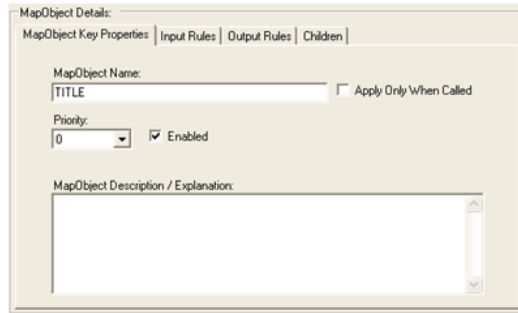 MapObject Details:
MapObject Key Properties Input Rules Output Rules Children
MapObject Name:
TITLE Apply Only When Called
Priority:
0 Enabled
MapObject Description / Explanation: